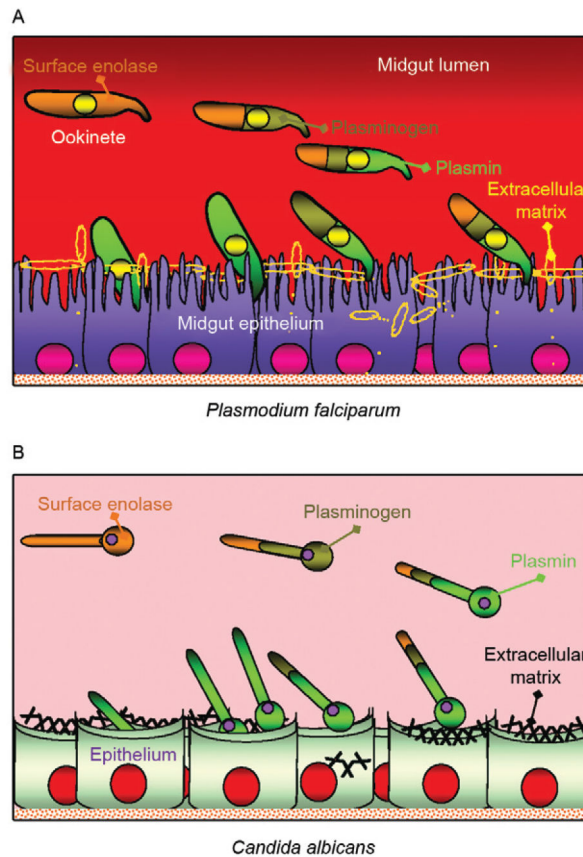 A
Surface enolase
Midgut lumen
Ookinete
Plasminogen
Plasmin
Extracellular
matrix
Midgut epithelium
Plasmodium falciparum
B
Surface enolase
Plasminogen
Plasmin
Extracellular
matrix
Epithelium
Candida albicans